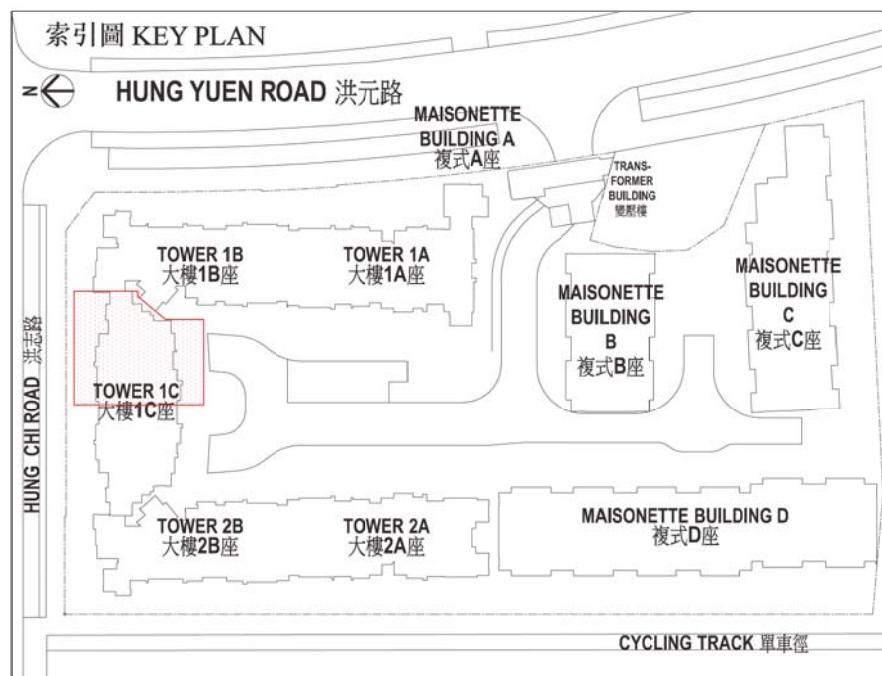 索引圖 KEY PLAN
N
HUNG YUEN ROAD 洪元路
MAISONETTE
BUILDING A
複式A座
TRANS-
FORMER
BUILDING
變壓樓
TOWER 1B
大樓1B座
TOWER 1A
大樓1A座
MAISONETTE
BUILDING
B
複式B座
MAISONETTE
BUILDING
C
複式C座
HUNG CHI ROAD 洪志路
TOWER 1C
大樓1C座
TOWER 2B
大樓2B座
TOWER 2A
大樓2A座
MAISONETTE BUILDING D
複式D座
CYCLING TRACK 單車徑